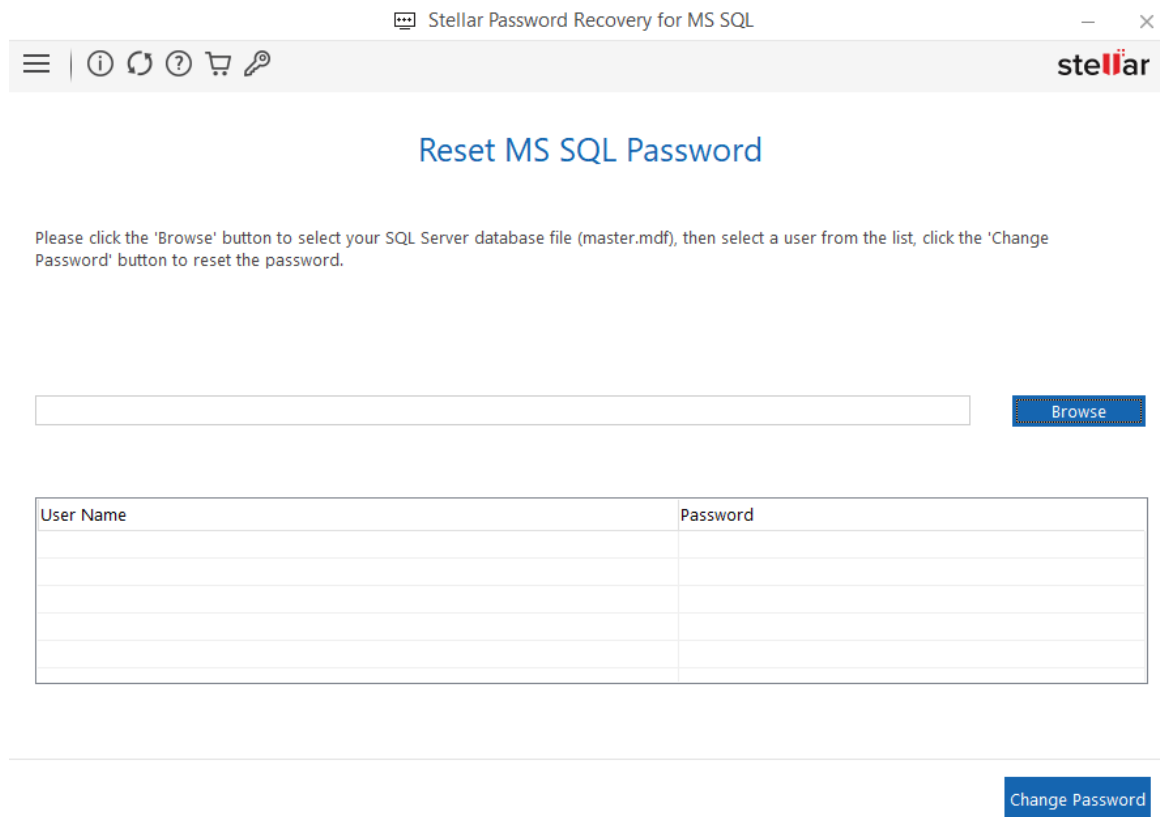 Stellar Password Recovery for MS SQL
stellar
Reset MS SQL Password
Please click the 'Browse' button to select your SQL Server database file (master.mdf), then select a user from the list, click the 'Change
Password' button to reset the password.
Browse
User Name Password
Change Password